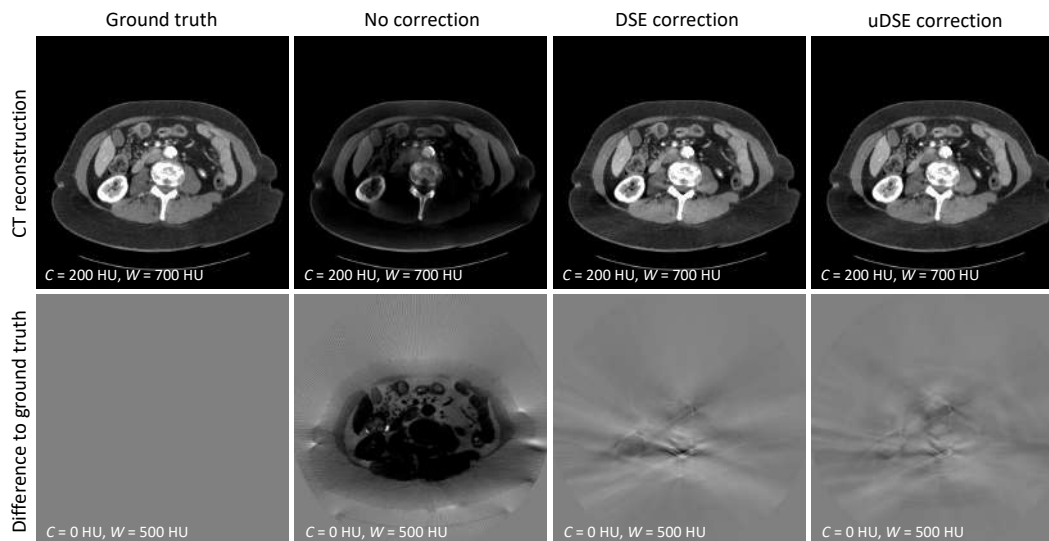 Ground truth
No correction
DSE correction
uDSE correction
CT reconstruction
C = 200 HU, W = 700 HU
C = 200 HU, W = 700 HU
C = 200 HU, W = 700 HU
C = 200 HU, W = 700 HU
Difference to ground truth
C = 0 HU, W = 500 HU
C = 0 HU, W = 500 HU
C = 0 HU, W = 500 HU
C = 0 HU, W = 500 HU